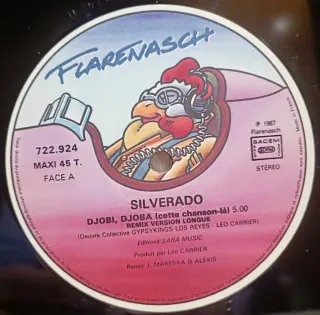 FLARENASCH
722.924
MAXI 45 T.
FACE A
℗ 1987
Flarenasch.
SACEM
STEREO
SILVERADO
DJOBI, DJOBA (cette chanson-là) 5.00
REMIX VERSION LONGUE
(Oeuvre Collective GYPSYKINGS LOS REYES - LEO CARRIER)
Editions SARA MUSIC
Produit par Léo CARRIER
Remix J. MARESKA & ALEXIS